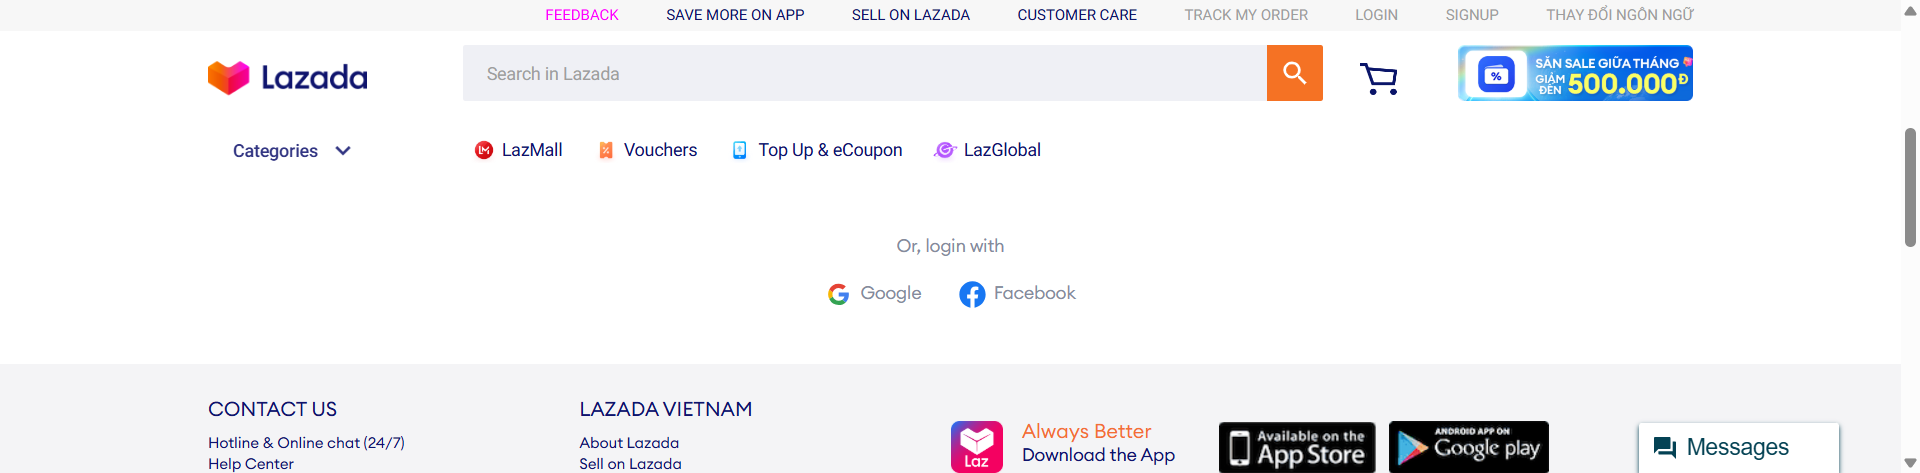 FEEDBACK SAVE MORE ON APP SELL ON LAZADA CUSTOMER CARE TRACK MY ORDER LOGIN SIGNUP THAY ĐỔI NGÔN NGỮ
Lazada
Search in Lazada
%
SĂN SALE GIỮA THÁNG
GIẢM ĐẾN 500.000Đ
Categories
LM LazMall Vouchers Top Up & eCoupon LazGlobal
Or, login with
Google Facebook
CONTACT US
Hotline & Online chat (24/7)
Help Center
LAZADA VIETNAM
About Lazada
Sell on Lazada
Laz
Always Better
Download the App
Available on the
App Store
ANDROID APP ON
Google play
Messages